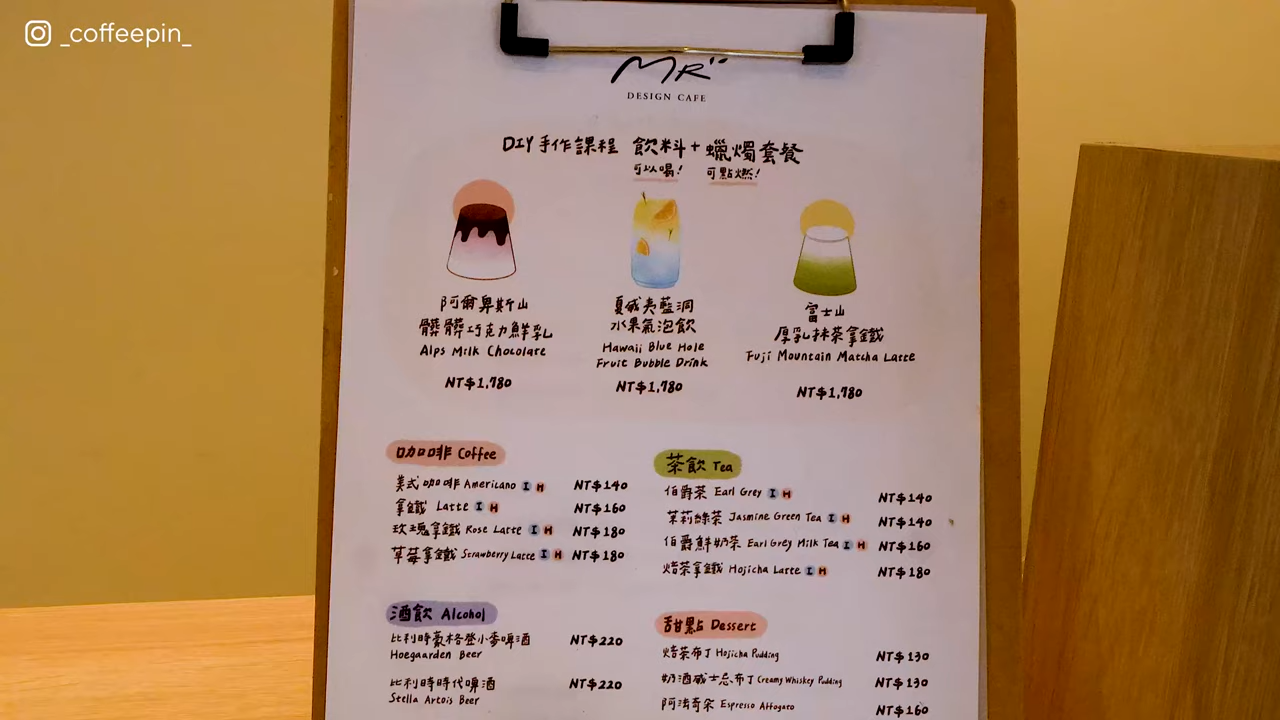 _coffeepin_
MR
DESIGN CAFE
DIY手作課程 飲料+蠟燭套餐
可以喝! 可點燃!
阿爾卑斯山
髒髒巧克力鮮乳
Alps Milk Chocolate
NT$1,780
夏威夷藍洞
水果氣泡飲
Hawaii Blue Hole
Fruit Bubble Drink
NT$1,780
富士山
厚乳抹茶拿鐵
Fuji Mountain Matcha Latte
NT$1,780
咖啡 Coffee
美式咖啡 Americano I H NT$140
拿鐵 Latte I H NT$160
玫瑰拿鐵 Rose Latte I H NT$180
草莓拿鐵 Strawberry Latte I H NT$180
茶飲 Tea
伯爵茶 Earl Grey I H NT$140
茉莉綠茶 Jasmine Green Tea I H NT$140
伯爵鮮奶茶 Earl Grey Milk Tea I H NT$160
焙茶拿鐵 Hojicha Latte I H NT$180
酒飲 Alcohol
比利時豪格登小麥啤酒 NT$220
Hoegaarden Beer
比利時時代啤酒 NT$220
Stella Artois Beer
甜點 Dessert
焙茶布丁 Hojicha Pudding NT$130
奶酒威士忌布丁 Creamy Whiskey Pudding NT$130
阿法奇朵 Espresso Affogato NT$160